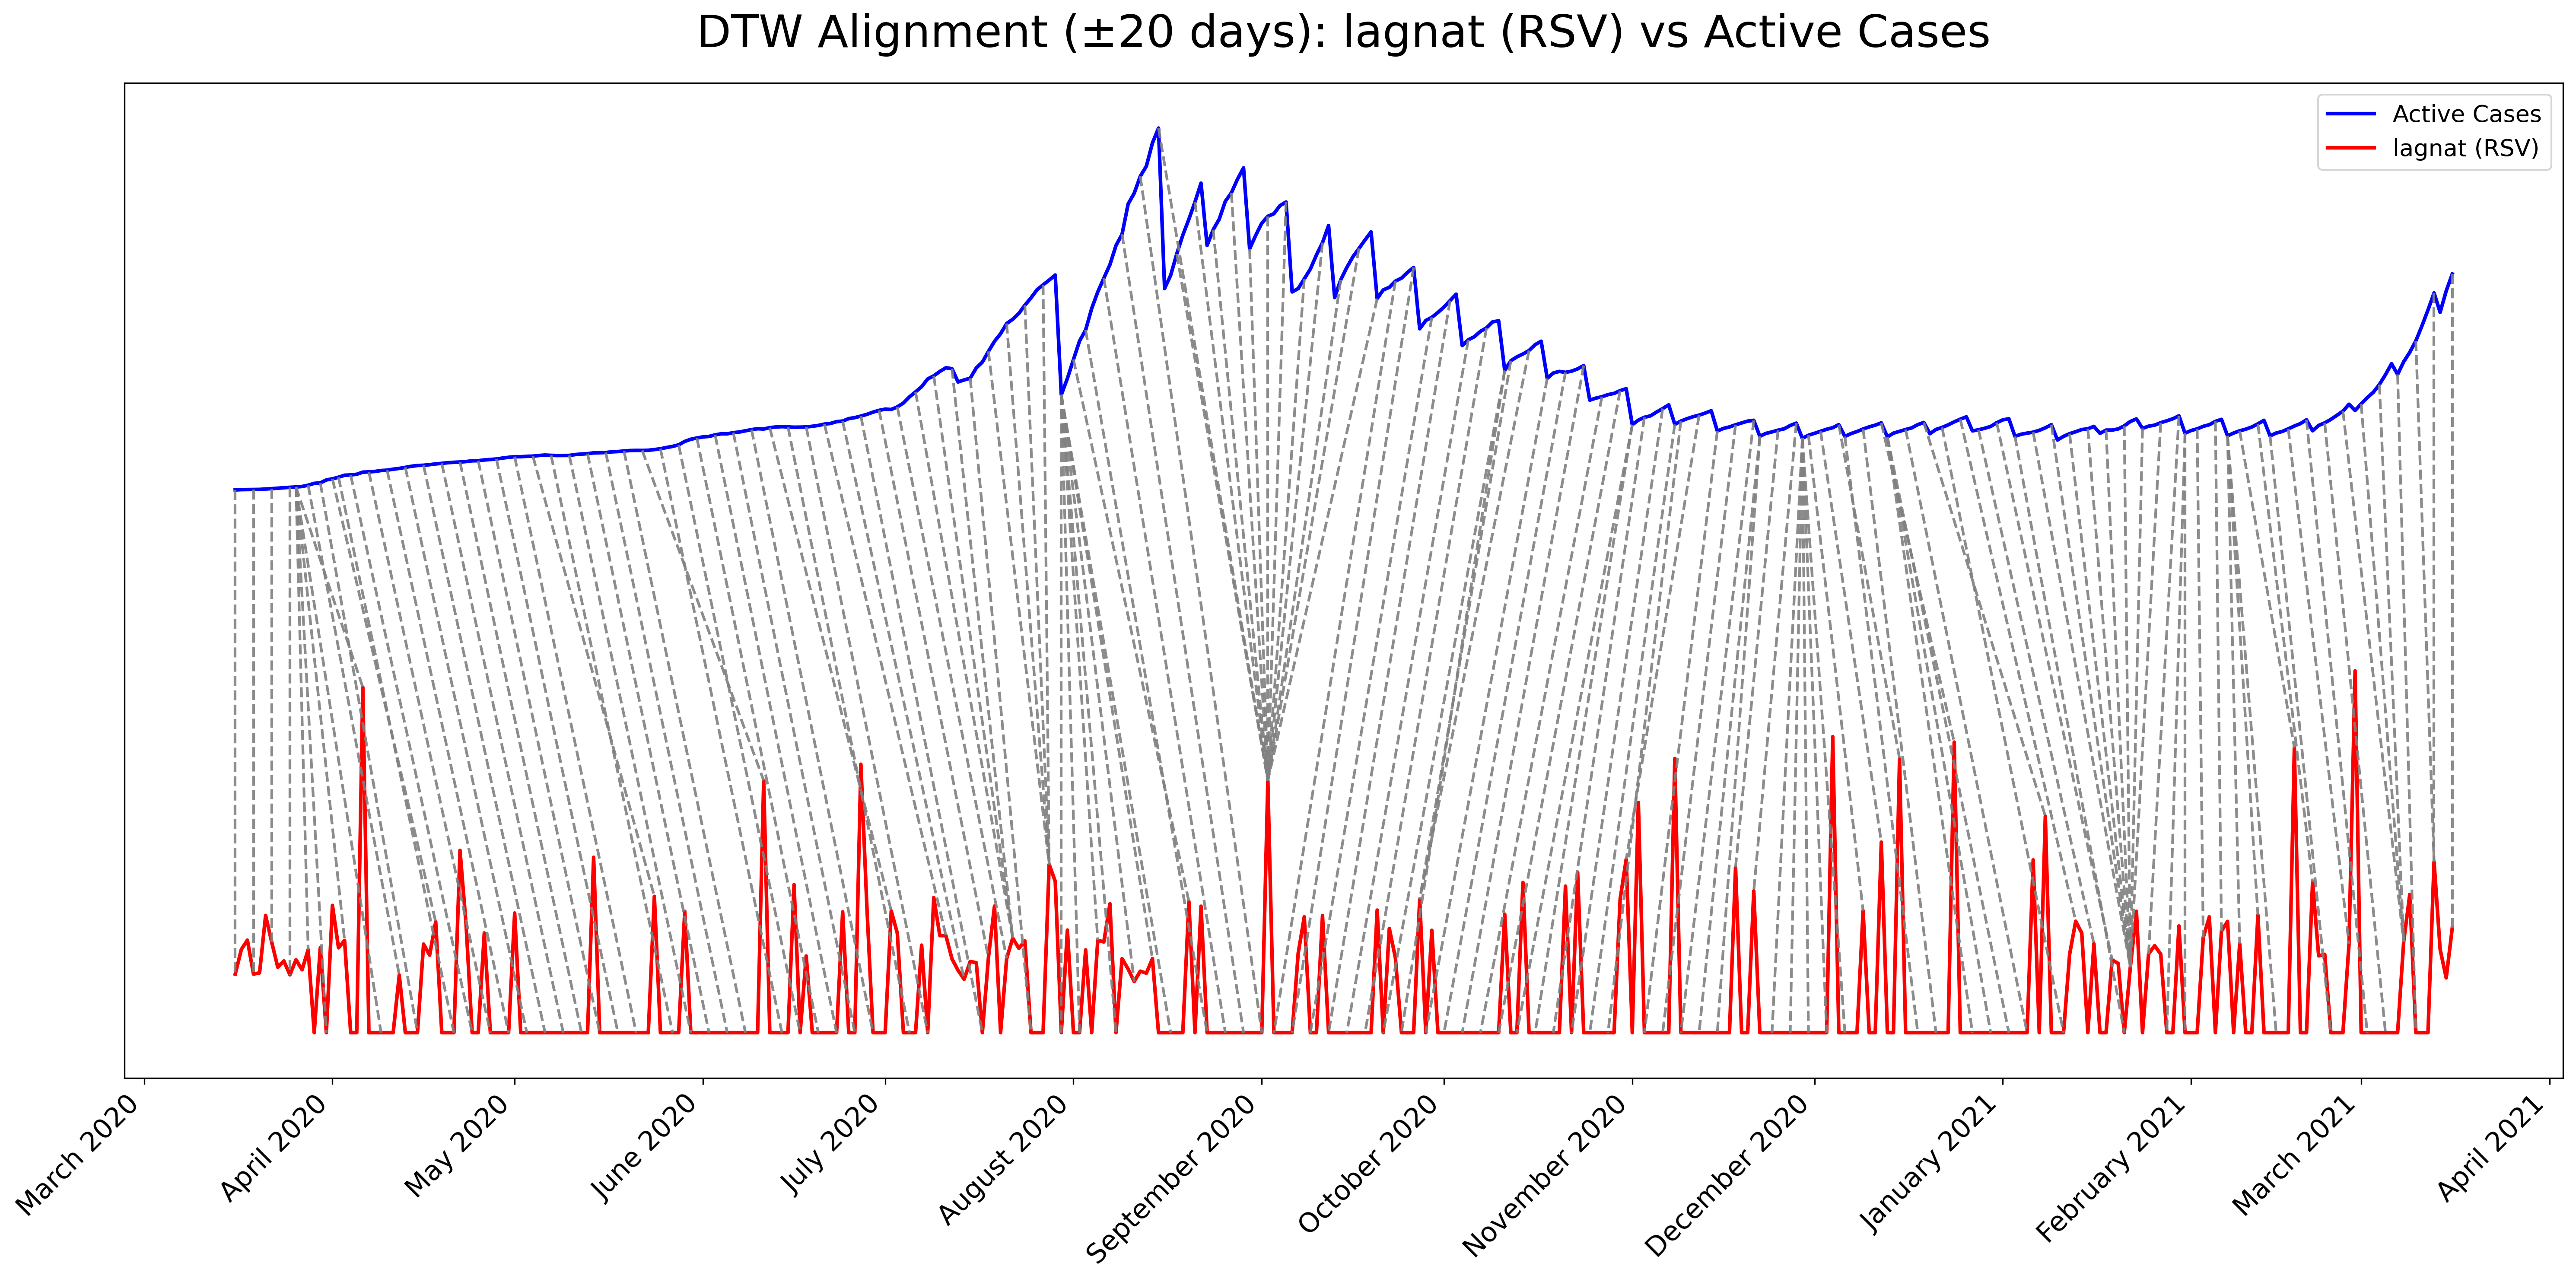 DTW Alignment (±20 days): lagnat (RSV) vs Active Cases
Active Cases
lagnat (RSV)
March 2020
April 2020
May 2020
June 2020
July 2020
August 2020
September 2020
October 2020
November 2020
December 2020
January 2021
February 2021
March 2021
April 2021